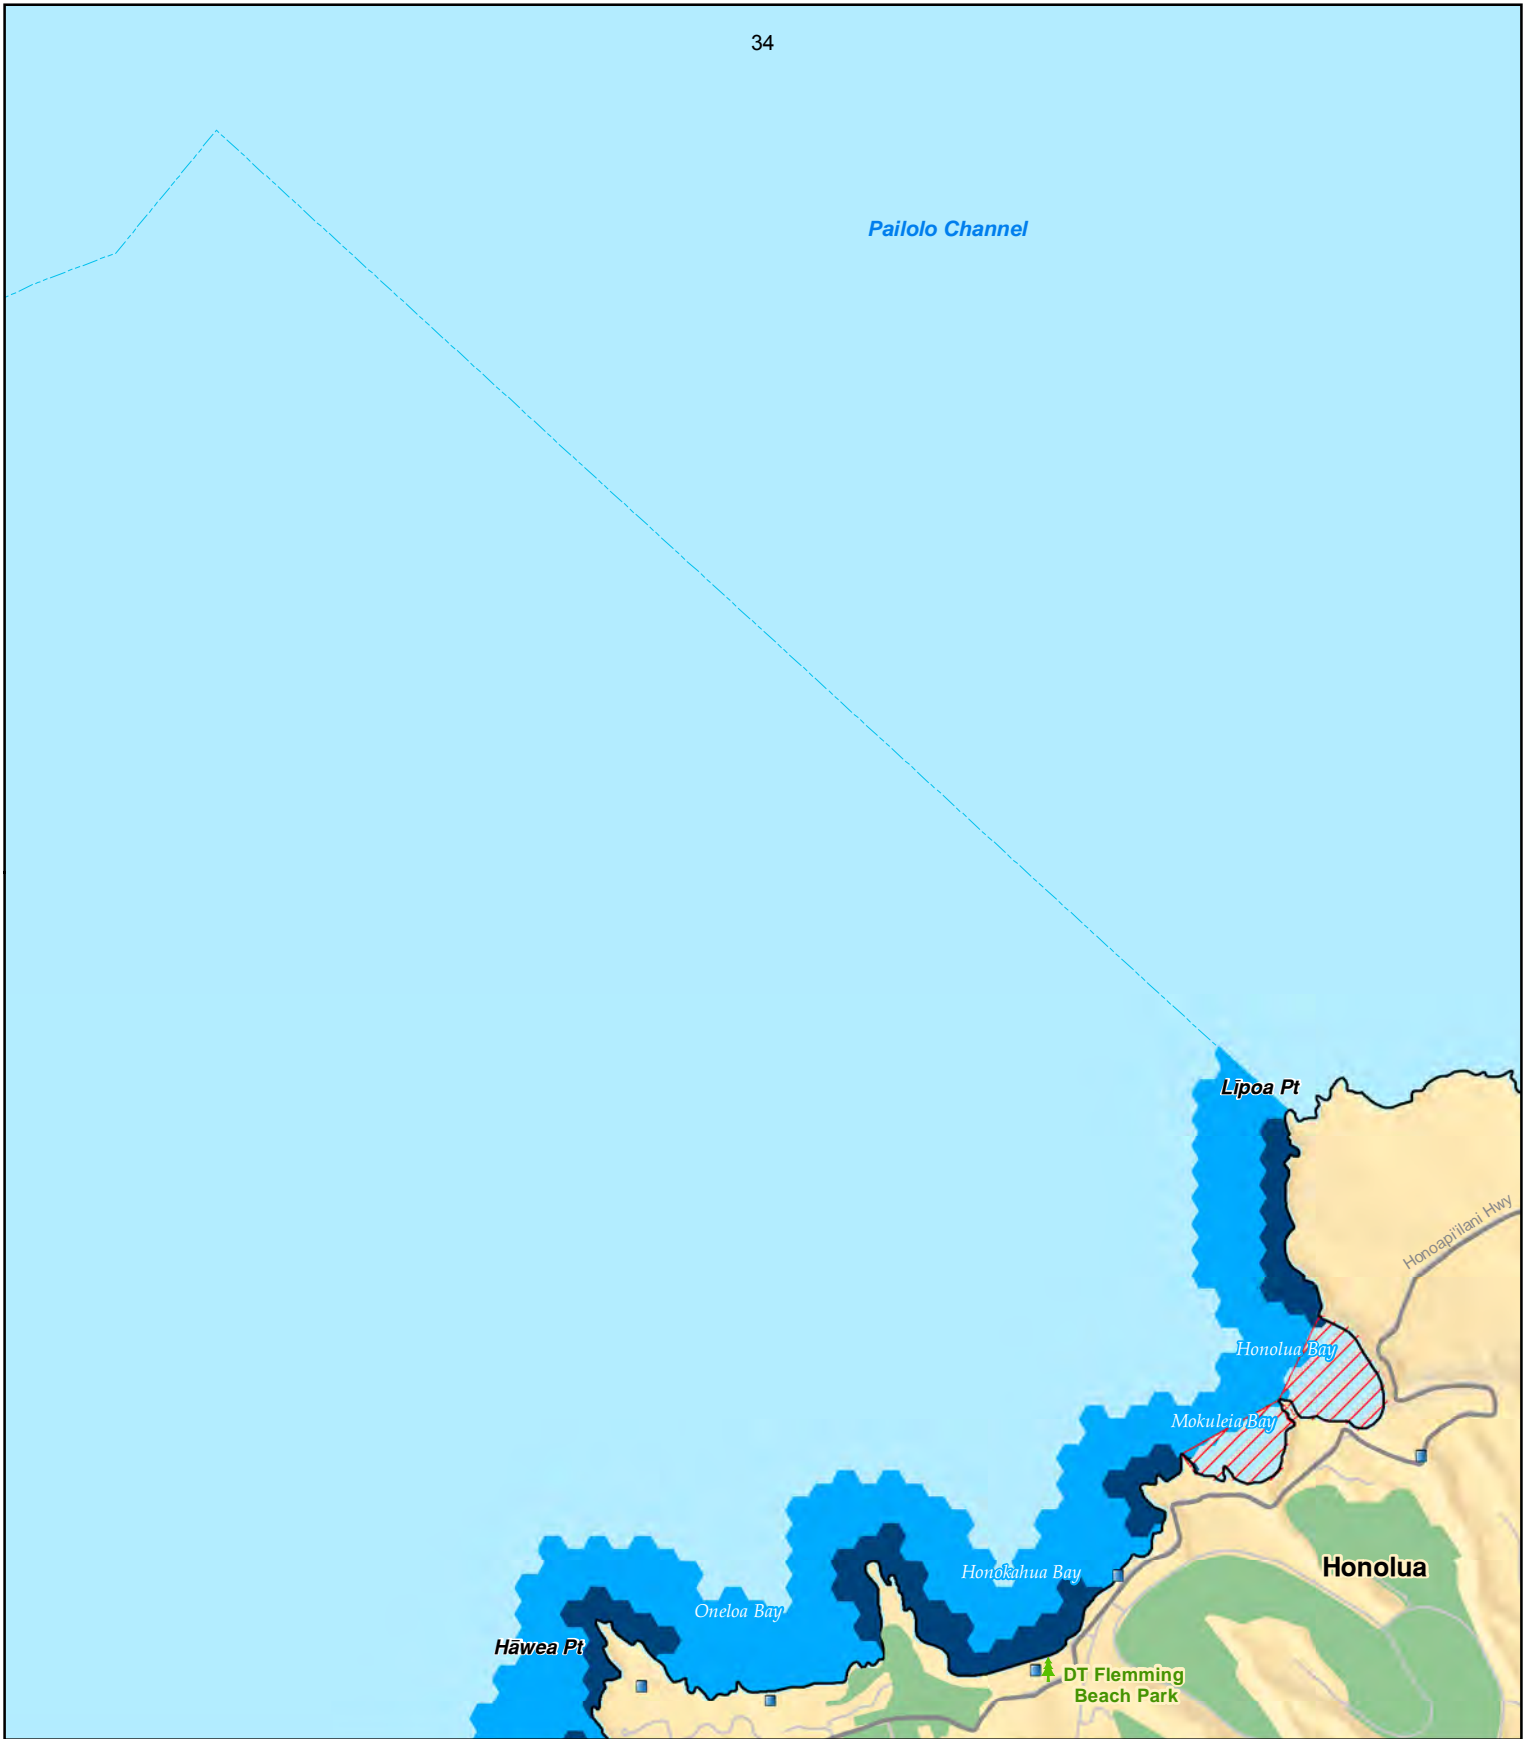 34
Pailolo Channel
Līpoa Pt
Honoapi'ilani Hwy
Honolua Bay
Mokuleia Bay
Honokahua Bay
Honolua
Oneloa Bay
Hāwea Pt
DT Flemming
Beach Park